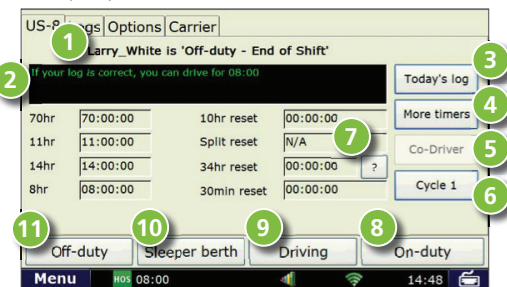 US-8 Logs Options Carrier
1
Larry_White is 'Off-duty - End of Shift'
2
If your log is correct, you can drive for 08:00
Today's log 3
More timers 4
Co-Driver 5
Cycle 1 6
70hr 70:00:00 10hr reset 00:00:00
7
11hr 11:00:00 Split reset N/A
14hr 14:00:00 34hr reset 00:00:00 ?
8hr 08:00:00 30min reset 00:00:00
11 10 9 8
Off-duty Sleeper berth Driving On-duty
Menu HOS 08:00 14:48